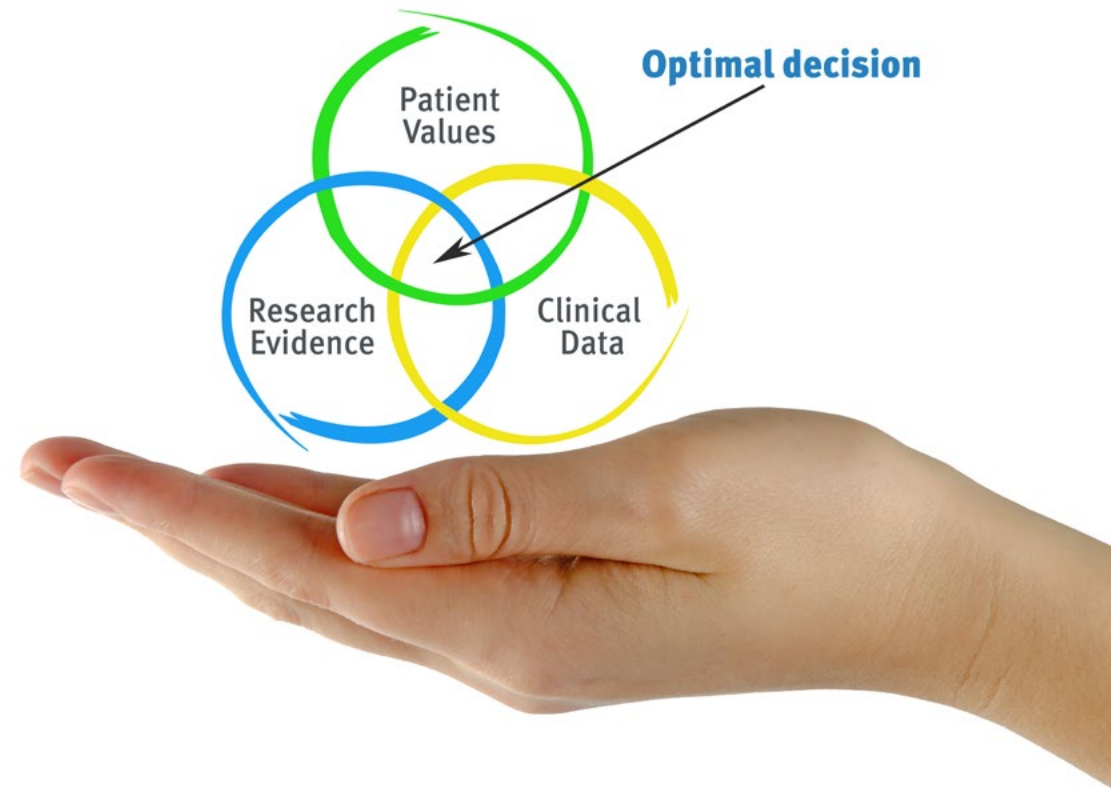 Optimal decision
Patient
Values
Research
Evidence
Clinical
Data